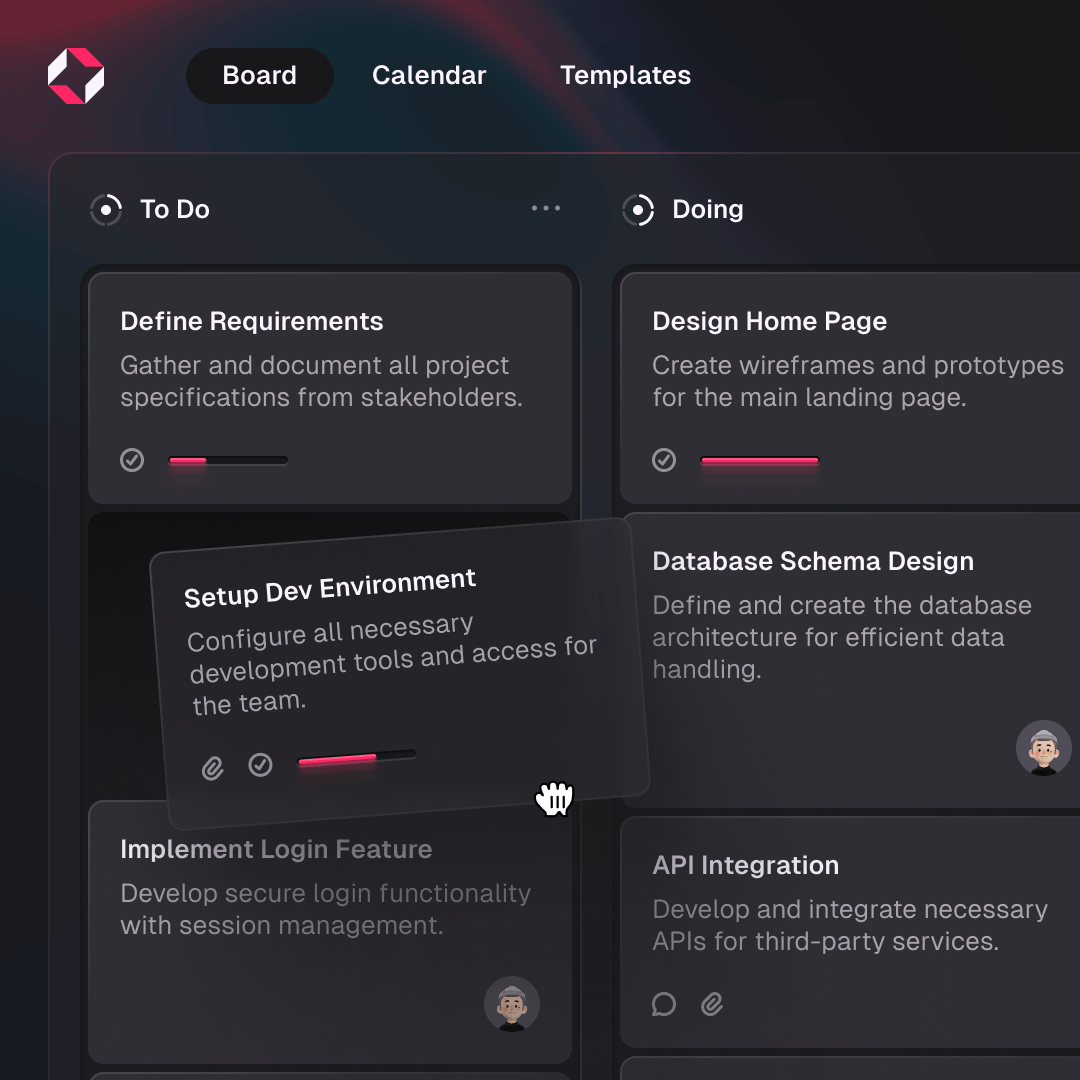 Board
Calendar
Templates
To Do
Define Requirements
Gather and document all project
specifications from stakeholders.
Setup Dev Environment
Configure all necessary
development tools and access for
the team.
Implement Login Feature
Develop secure login functionality
with session management.
Doing
Design Home Page
Create wireframes and prototypes
for the main landing page.
Database Schema Design
Define and create the database
architecture for efficient data
handling.
API Integration
Develop and integrate necessary
APIs for third-party services.